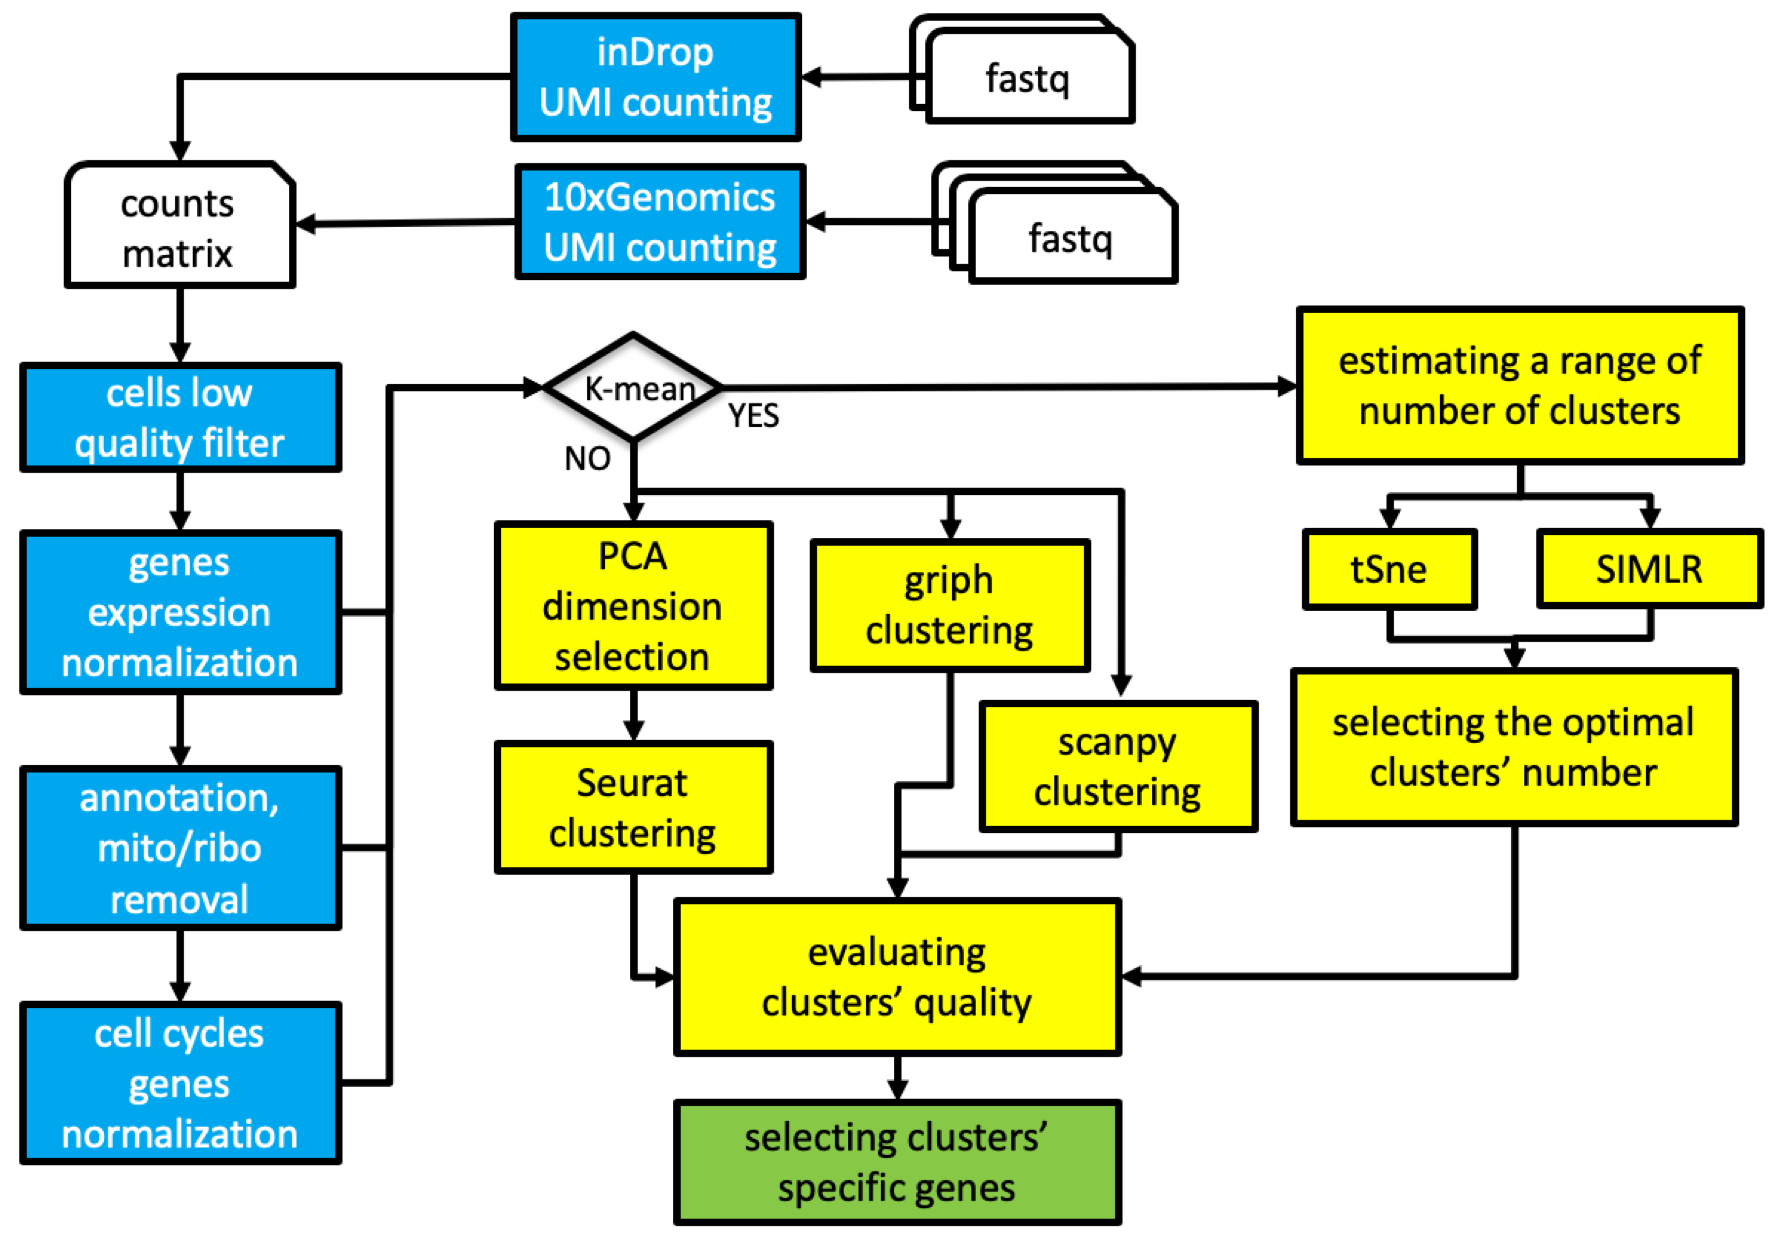 inDrop
UMI counting
fastq
10xGenomics
UMI counting
fastq
counts
matrix
cells low
quality filter
genes
expression
normalization
annotation,
mito/ribo
removal
cell cycles
genes
normalization
K-mean
YES
NO
PCA
dimension
selection
Seurat
clustering
griph
clustering
scanpy
clustering
estimating a range of
number of clusters
tSne
SIMLR
selecting the optimal
clusters’ number
evaluating
clusters’ quality
selecting clusters’
specific genes